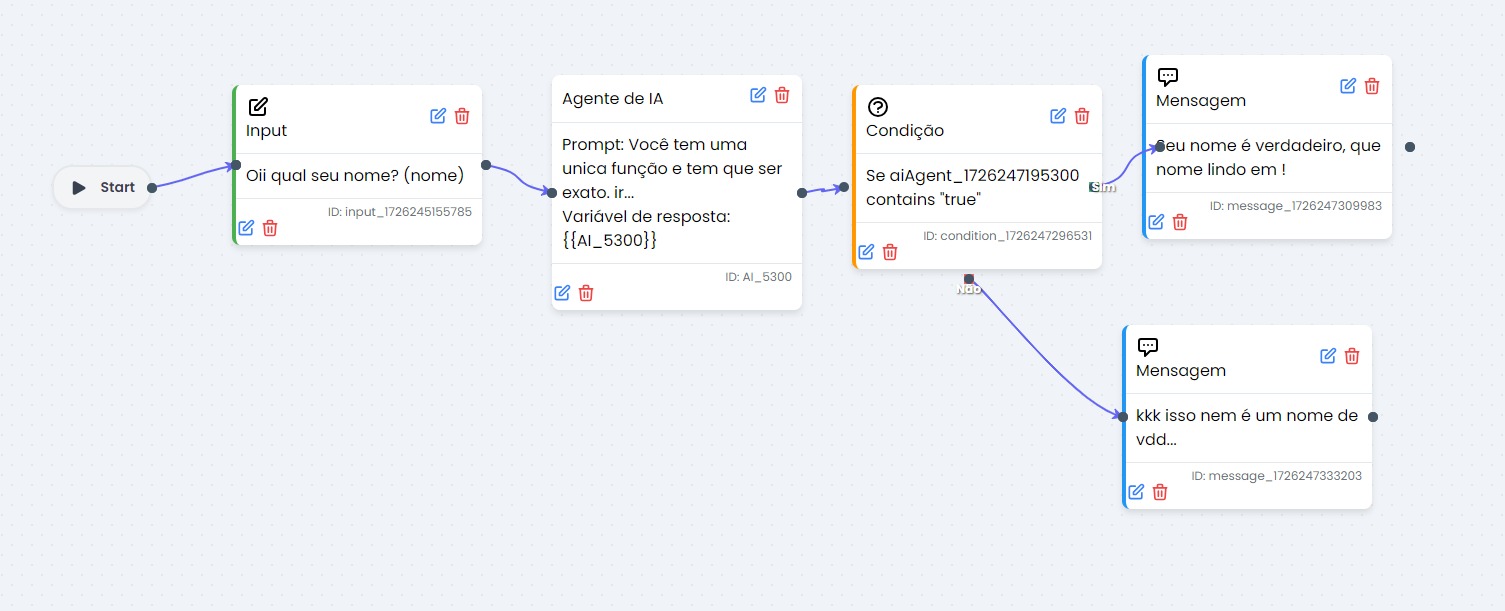 Start
Input
Oii qual seu nome? (nome)
ID: input_1726245155785
Agente de IA
Prompt: Você tem uma
unica função e tem que ser
exato. ir...
Variável de resposta:
{{AI_5300}}
ID: AI_5300
Condição
Se aiAgent_1726247195300
contains "true"
ID: condition_1726247296531
Sim
Não
Mensagem
Seu nome é verdadeiro, que
nome lindo em !
ID: message_1726247309983
Mensagem
kkk isso nem é um nome de
vdd...
ID: message_1726247333203